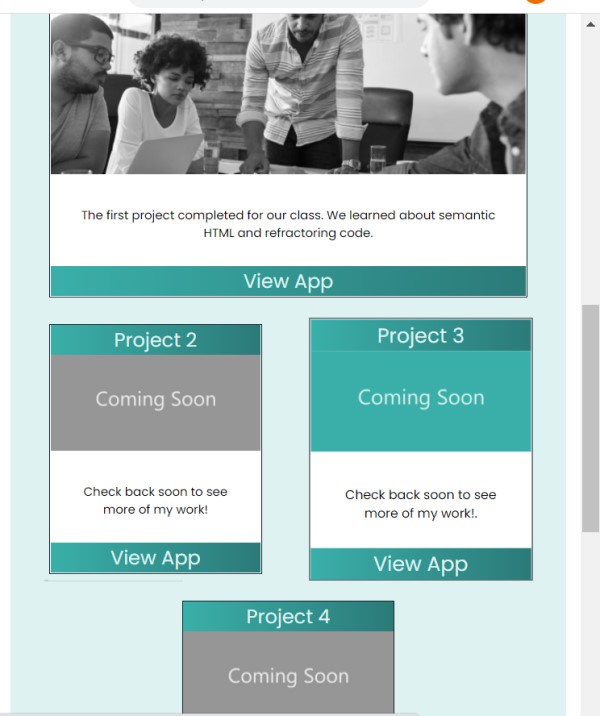 The first project completed for our class. We learned about semantic
HTML and refractoring code.
View App
Project 2
Coming Soon
Check back soon to see
more of my work!
View App
Project 3
Coming Soon
Check back soon to see
more of my work!.
View App
Project 4
Coming Soon